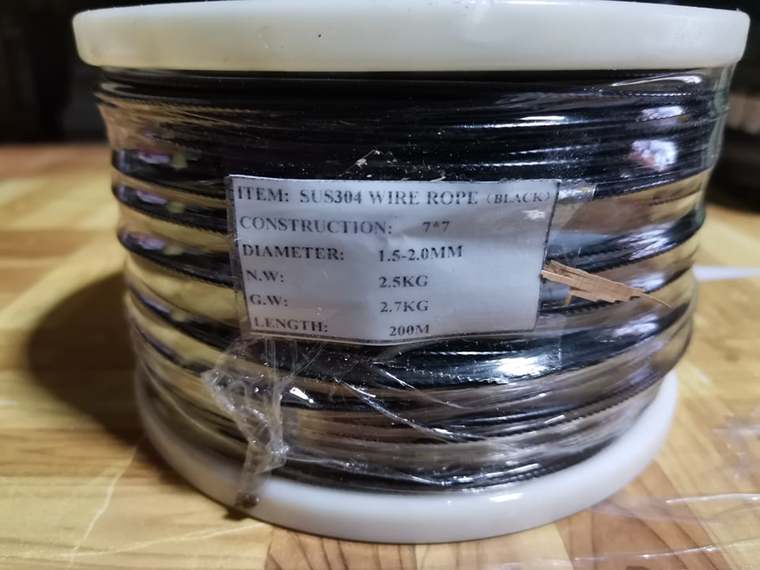 ITEM: SUS304 WIRE ROPE (BLACK)
CONSTRUCTION: 7*7
DIAMETER: 1.5-2.0MM
N.W: 2.5KG
G.W: 2.7KG
LENGTH: 200M